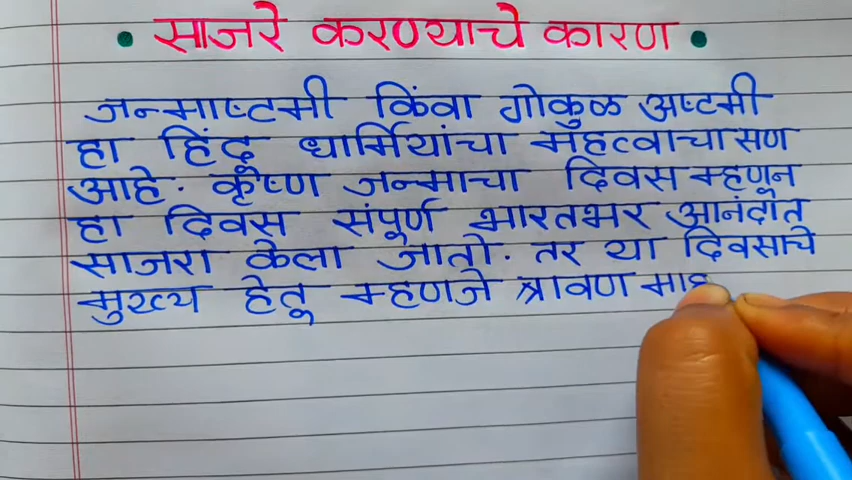 • साजरे करण्याचे कारण •
जन्माष्टमी किंवा गोकुळ अष्टमी
हा हिंदू धार्मियांचा महत्वाचा सण
आहे. कृष्ण जन्माचा दिवस म्हणून
हा दिवस संपूर्ण भारतभर आनंदात
साजरा केला जातो. तर या दिवसाचे
मुख्य हेतू म्हणजे श्रावण